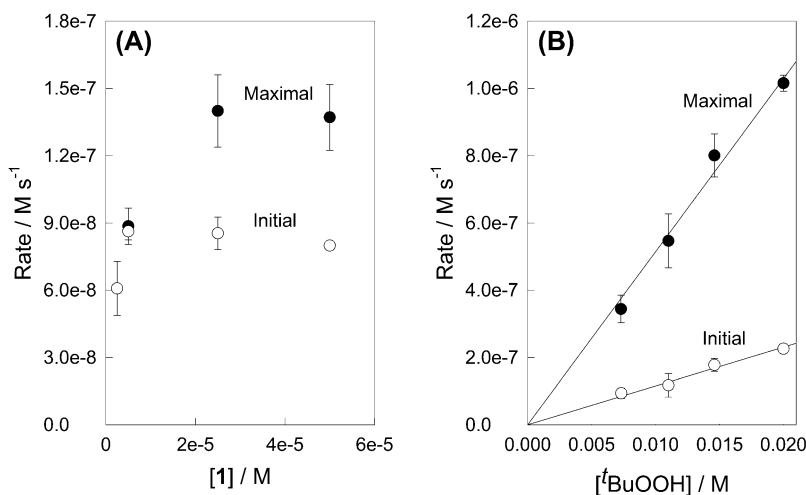 (A)
1.8e-7
1.5e-7
1.2e-7
9.0e-8
6.0e-8
3.0e-8
0.0
Rate / M s-1
Maximal
Initial
0 2e-5 4e-5 6e-5
[1] / M
(B)
1.2e-6
1.0e-6
8.0e-7
6.0e-7
4.0e-7
2.0e-7
0.0
Rate / M s-1
Maximal
Initial
0.000 0.005 0.010 0.015 0.020
[tBuOOH] / M